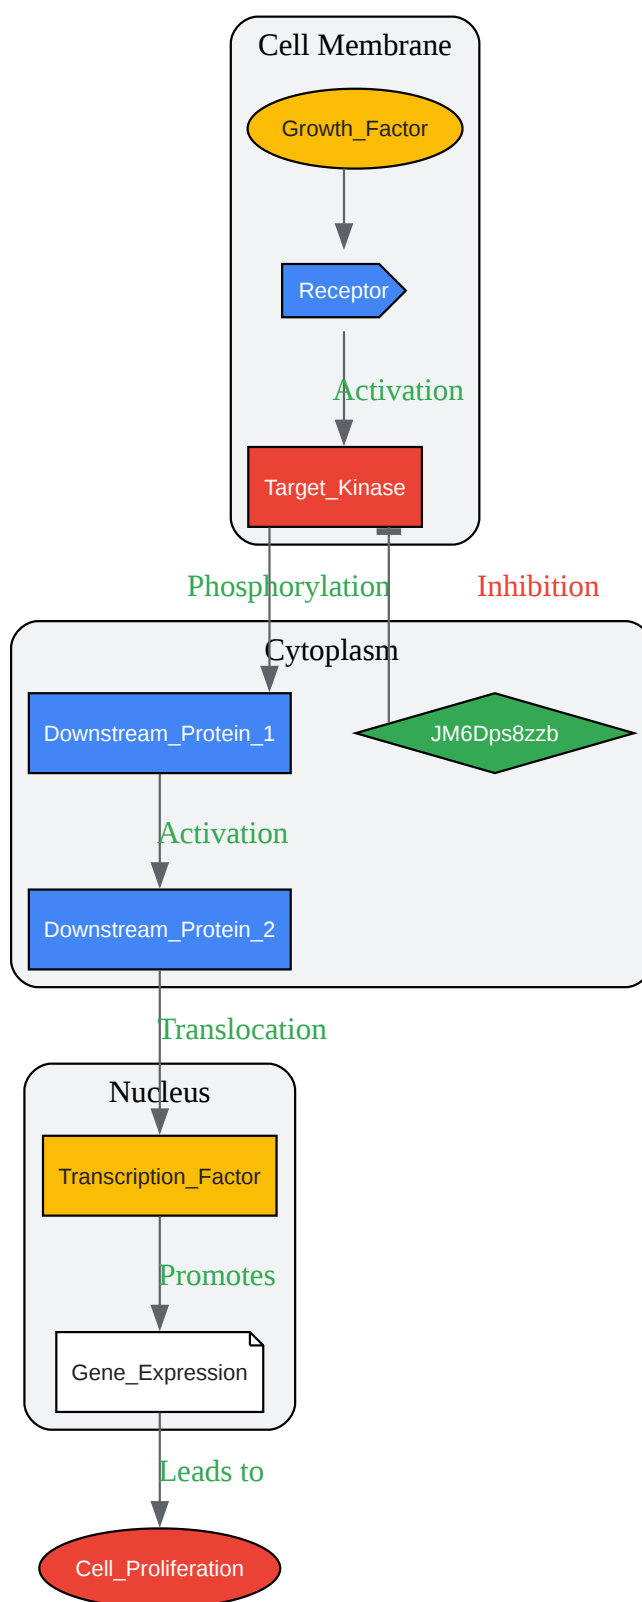 Cell Membrane
Growth_Factor
Receptor
Activation
Target_Kinase
Phosphorylation
Inhibition
Cytoplasm
Downstream_Protein_1
JM6Dps8zzb
Activation
Downstream_Protein_2
Translocation
Nucleus
Transcription_Factor
Promotes
Gene_Expression
Leads to
Cell_Proliferation